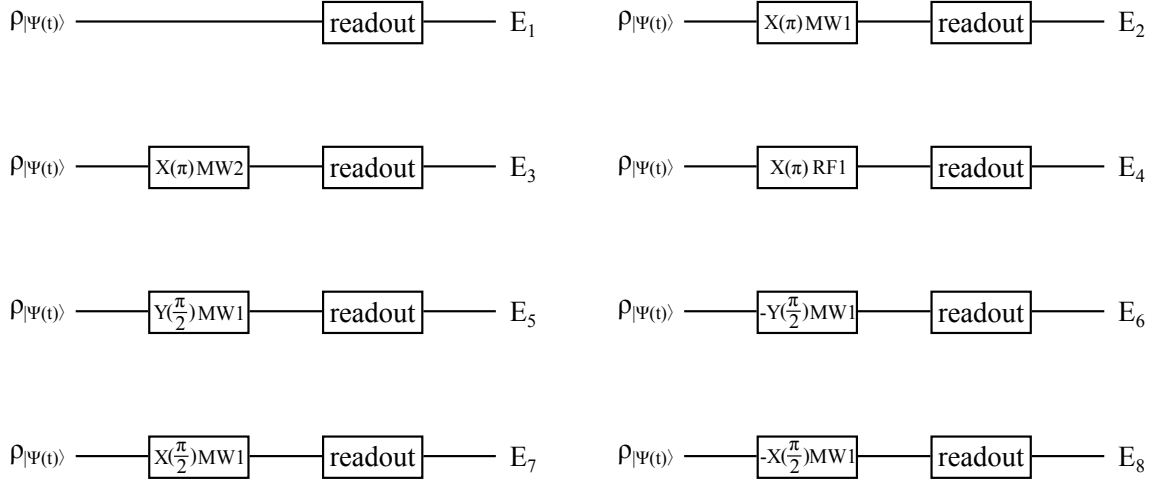 ρ|Ψ(t)⟩ readout E1 ρ|Ψ(t)⟩ X(π) MW1 readout E2
ρ|Ψ(t)⟩ X(π) MW2 readout E3 ρ|Ψ(t)⟩ X(π) RF1 readout E4
ρ|Ψ(t)⟩ Y(π/2)MW1 readout E5 ρ|Ψ(t)⟩ -Y(π/2)MW1 readout E6
ρ|Ψ(t)⟩ X(π/2)MW1 readout E7 ρ|Ψ(t)⟩ -X(π/2)MW1 readout E8